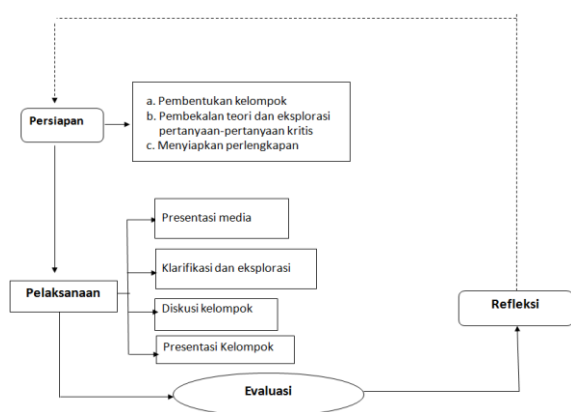 Persiapan
a. Pembentukan kelompok
b. Pembekalan teori dan eksplorasi
pertanyaan-pertanyaan kritis
c. Menyiapkan perlengkapan
Presentasi media
Klarifikasi dan eksplorasi
Pelaksanaan
Diskusi kelompok
Presentasi Kelompok
Refleksi
Evaluasi